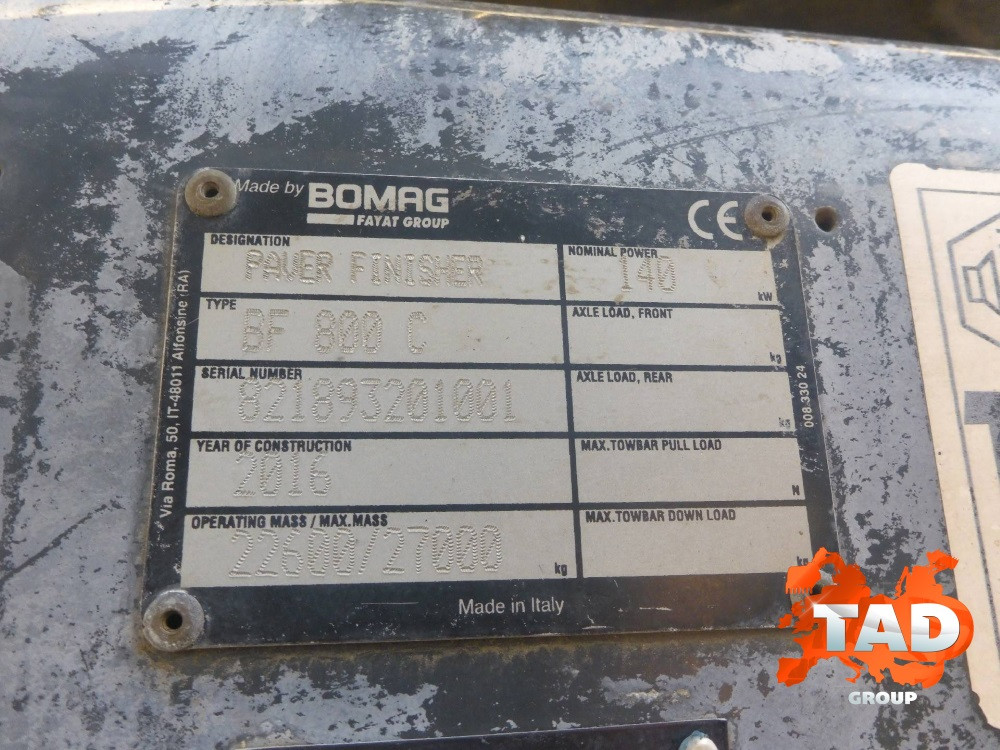 Made by BOMAG
FAYAT GROUP
CE
DESIGNATION
PAVER FINISHER
NOMINAL POWER
140
kW
TYPE
BF 800 C
AXLE LOAD, FRONT
kg
SERIAL NUMBER
821893201001
AXLE LOAD, REAR
kg
YEAR OF CONSTRUCTION
2016
MAX.TOWBAR PULL LOAD
N
OPERATING MASS / MAX.MASS
22600/27000
kg
MAX.TOWBAR DOWN LOAD
kg
Made in Italy
Via Roma, 50, IT-48011 Alfonsine (RA)
008.330 24
TAD
GROUP